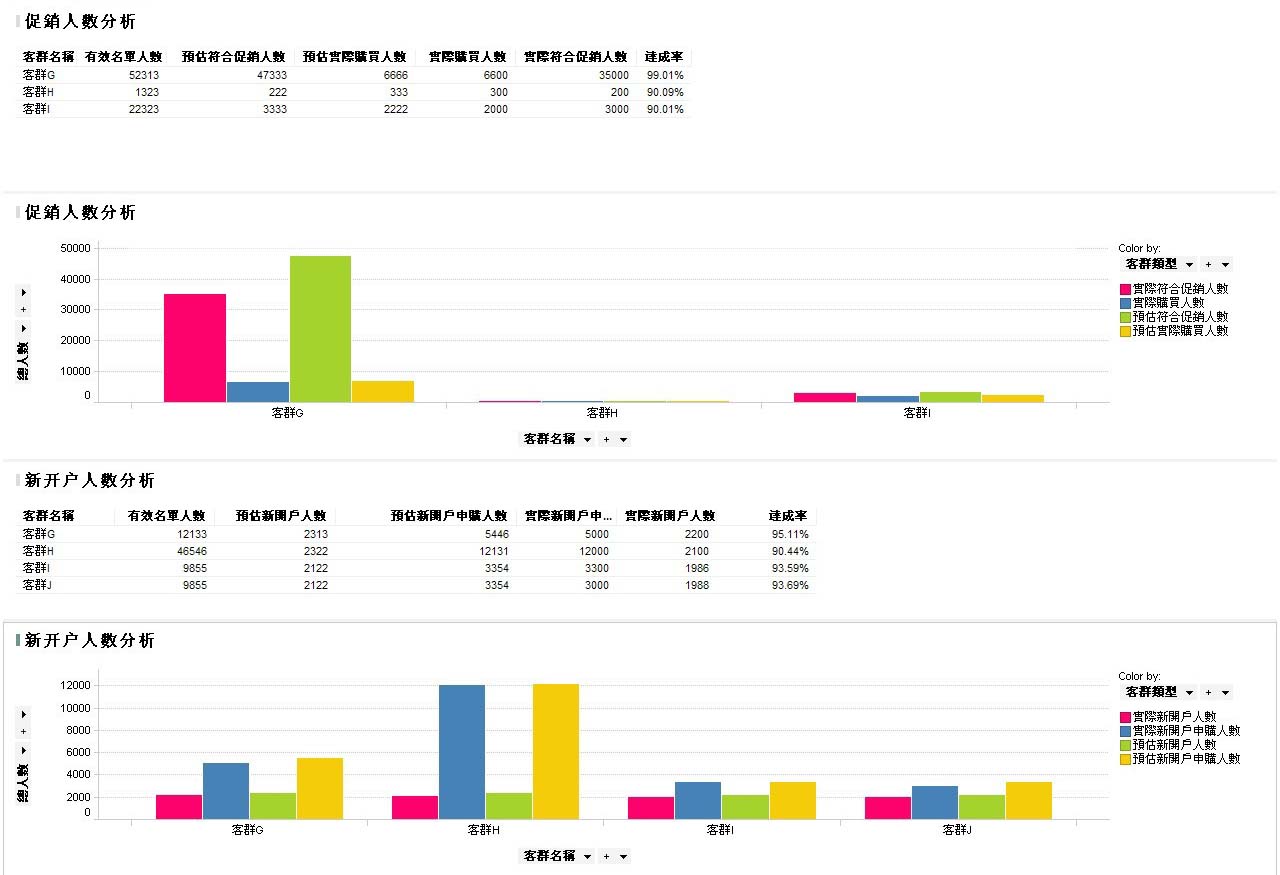 促銷人數分析
客群名稱 有效名單人數 預估符合促銷人數 預估實際購買人數 實際購買人數 實際符合促銷人數 達成率
客群G 52313 47333 6666 6600 35000 99.01%
客群H 1323 222 333 300 200 90.09%
客群I 22323 3333 2222 2000 3000 90.01%
促銷人數分析
50000
40000
30000
20000
10000
0
總人數
+
客群G 客群H 客群I
客群名稱 +
Color by:
客群類型 +
實際符合促銷人數
實際購買人數
預估符合促銷人數
預估實際購買人數
新开户人數分析
客群名稱 有效名單人數 預估新開戶人數 預估新開戶申購人數 實際新開戶申... 實際新開戶人數 達成率
客群G 12133 2313 5446 5000 2200 95.11%
客群H 46546 2322 12131 12000 2100 90.44%
客群I 9855 2122 3354 3300 1986 93.59%
客群J 9855 2122 3354 3000 1988 93.69%
新开户人數分析
12000
10000
8000
6000
4000
2000
0
總人數
+
客群G 客群H 客群I 客群J
客群名稱 +
Color by:
客群類型 +
實際新開戶人數
實際新開戶申購人數
預估新開戶人數
預估新開戶申購人數